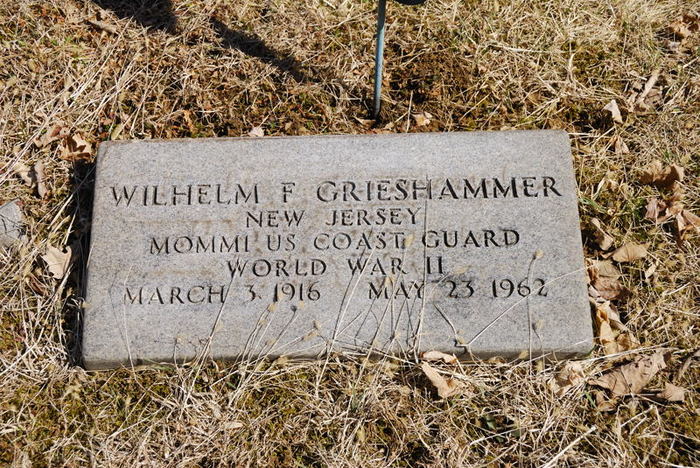 WILHELM F GRIESHAMMER
NEW JERSEY
MOMM1 US COAST GUARD
WORLD WAR II
MARCH 3 1916 MAY 23 1962